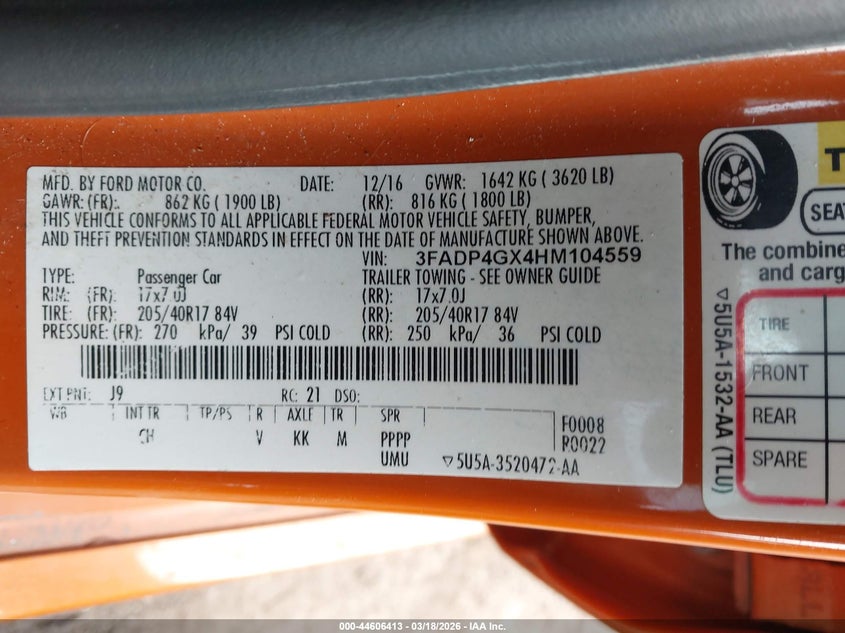 MFD. BY FORD MOTOR CO. DATE: 12/16 GVWR: 1642 KG ( 3620 LB)
GAWR: (FR): 862 KG ( 1900 LB) (RR): 816 KG ( 1800 LB)
THIS VEHICLE CONFORMS TO ALL APPLICABLE FEDERAL MOTOR VEHICLE SAFETY, BUMPER,
AND THEFT PREVENTION STANDARDS IN EFFECT ON THE DATE OF MANUFACTURE SHOWN ABOVE.
VIN: 3FADP4GX4HM104559
TYPE: Passenger Car TRAILER TOWING - SEE OWNER GUIDE
RIM: (FR): 17x7.0J (RR): 17x7.0J
TIRE: (FR): 205/40R17 84V (RR): 205/40R17 84V
PRESSURE: (FR): 270 kPa/ 39 PSI COLD (RR): 250 kPa/ 36 PSI COLD
EXT PNT: J9 RC: 21 DSO:
WB INT TR TP/PS R AXLE TR SPR F0008
CH V KK M PPPP R0022
UMU ▽5U5A-3520472-AA
T
SEAT
The combine
and carg
TIRE
FRONT
REAR
SPARE
▽5U5A-1532-AA (TLU)
000-44606413 - 03/18/2026 - IAA Inc.